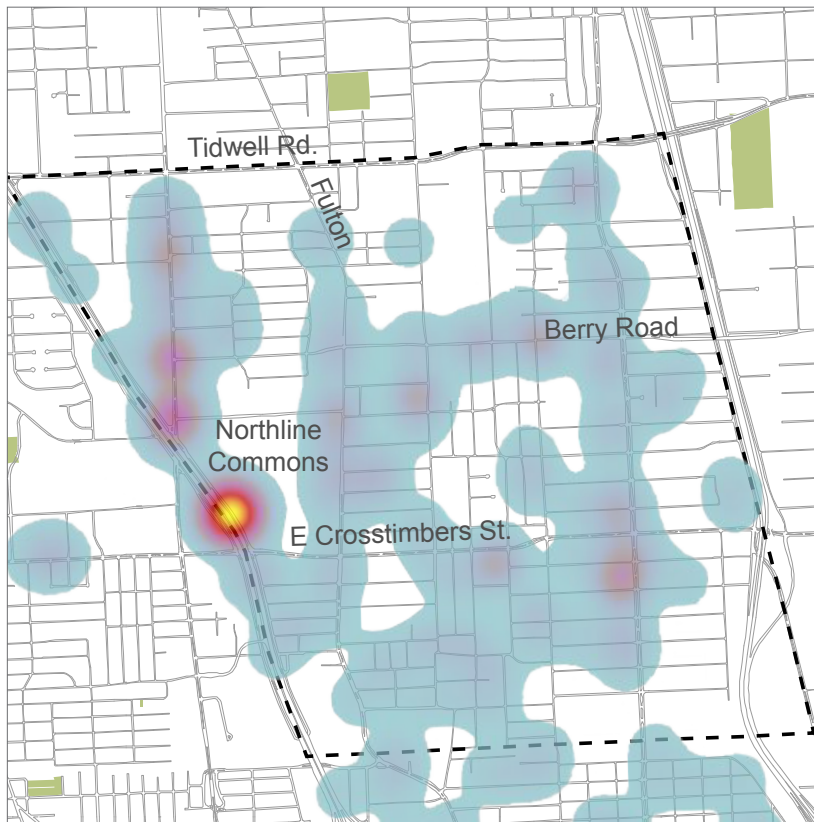 Tidwell Rd.
Fulton
Berry Road
Northline
Commons
E Crosstimbers St.